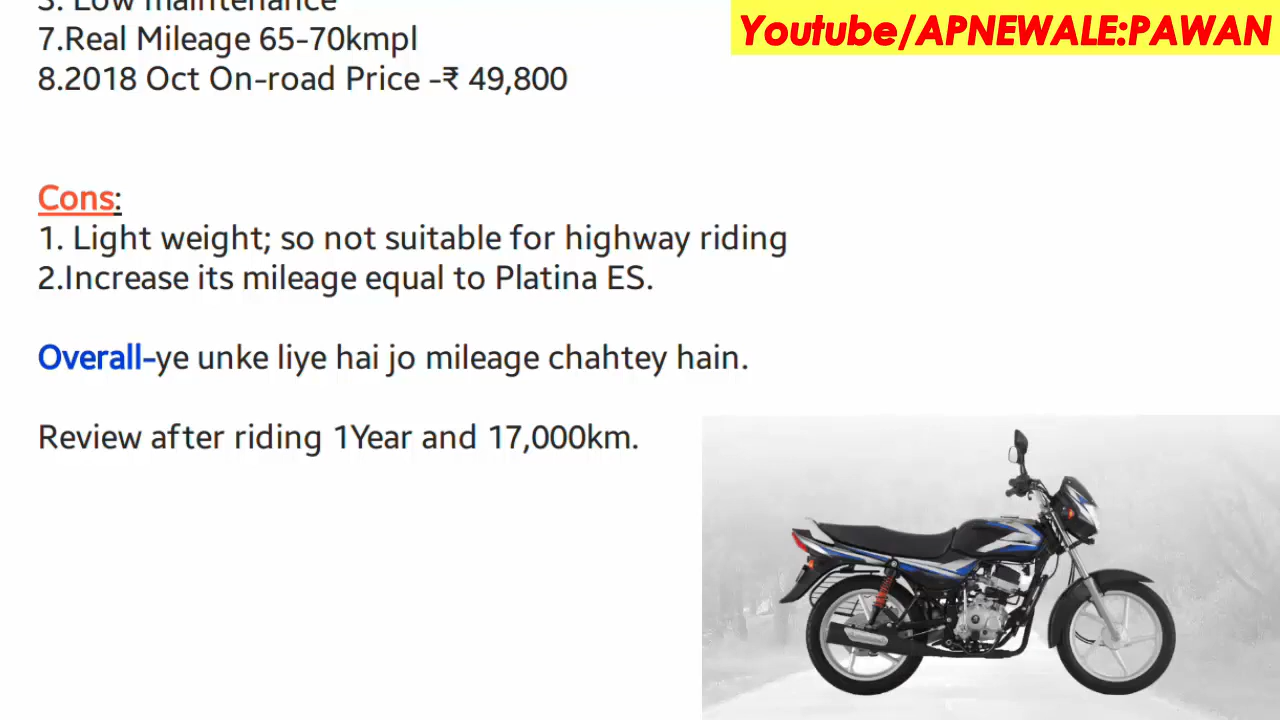 Low maintenance
Youtube/APNEWALE:PAWAN
7.Real Mileage 65-70kmpl
8.2018 Oct On-road Price -₹ 49,800
Cons:
1. Light weight; so not suitable for highway riding
2.Increase its mileage equal to Platina ES.
Overall-ye unke liye hai jo mileage chahtey hain.
Review after riding 1Year and 17,000km.